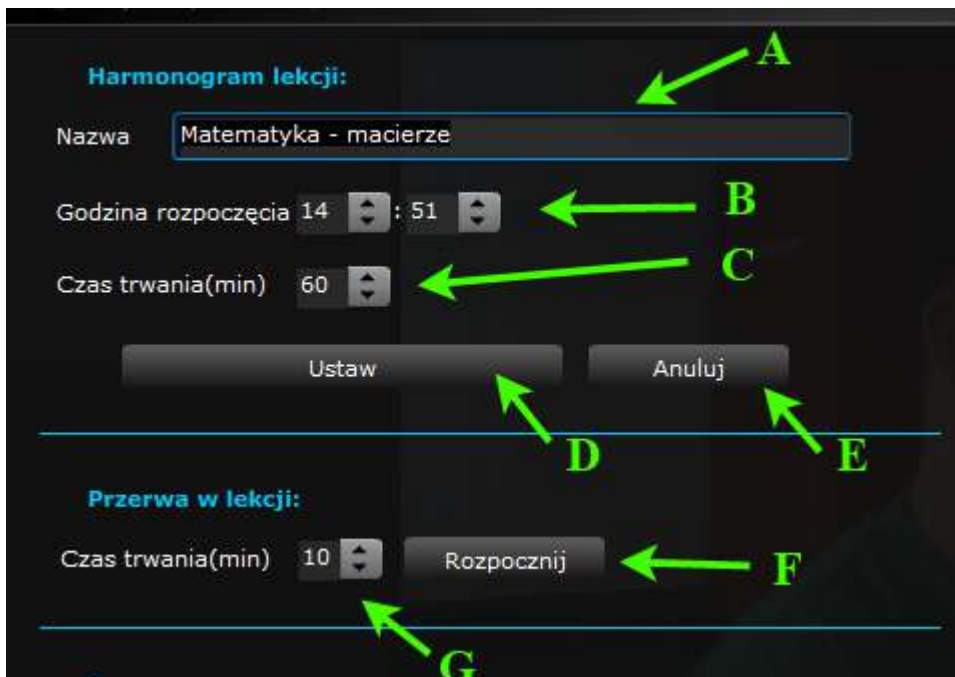 Harmonogram lekcji:
A
Nazwa Matematyka - macierze
Godzina rozpoczęcia 14 : 51 B
Czas trwania(min) 60 C
Ustaw Anuluj
D E
Przerwa w lekcji:
Czas trwania(min) 10 Rozpocznij F
G